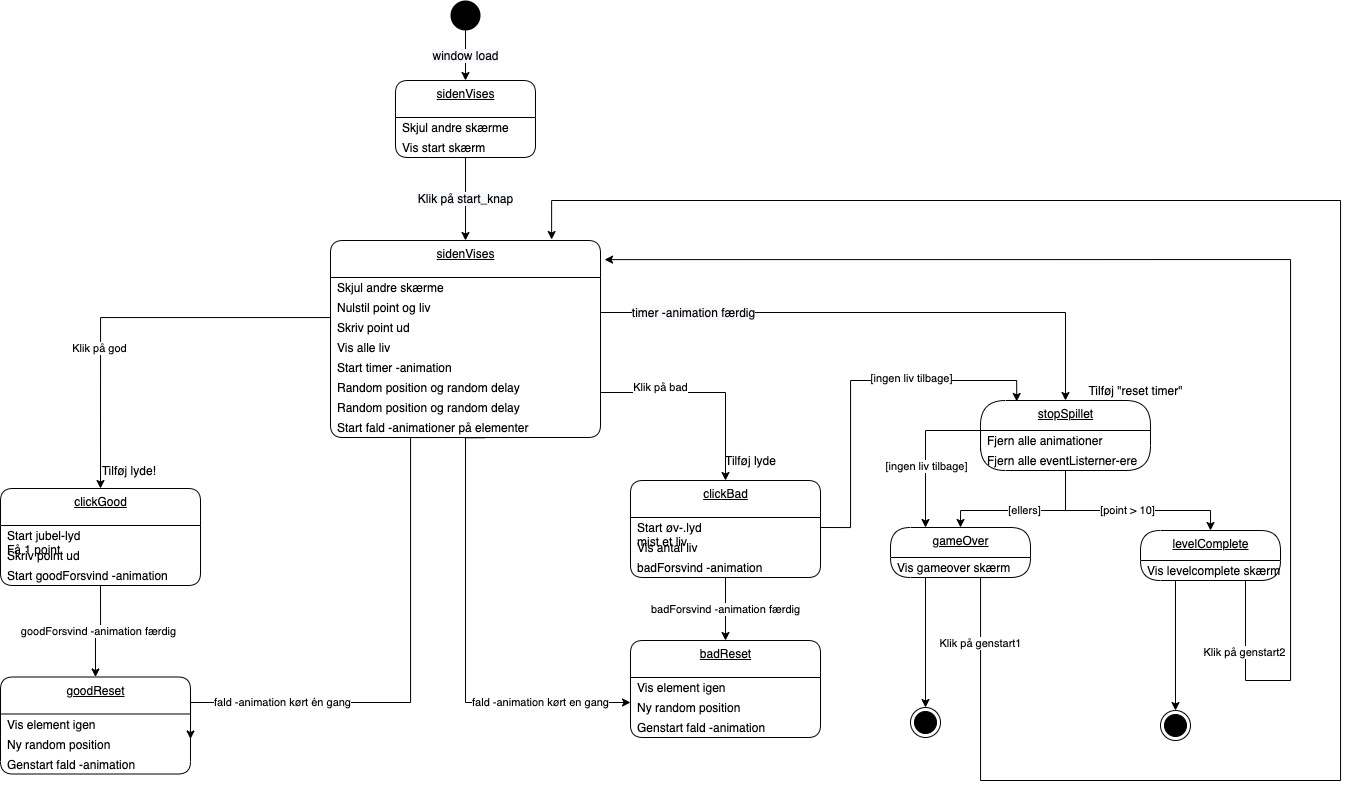 window load
sidenVises
Skjul andre skærme
Vis start skærm
Klik på start_knap
sidenVises
Skjul andre skærme
Nulstil point og liv
Skriv point ud
Vis alle liv
Start timer -animation
Random position og random delay
Random position og random delay
Start fald -animationer på elementer
Klik på god
Tilføj lyde!
clickGood
Start jubel-lyd
Få 1 point
Skriv point ud
Start goodForsvind -animation
goodForsvind -animation færdig
goodReset
Vis element igen
Ny random position
Genstart fald -animation
fald -animation kørt én gang
timer -animation færdig
Klik på bad
Tilføj lyde
clickBad
Start øv-.lyd
mist et liv
Vis antal liv
badForsvind -animation
badForsvind -animation færdig
badReset
Vis element igen
Ny random position
Genstart fald -animation
fald -animation kørt en gang
[ingen liv tilbage]
Tilføj "reset timer"
stopSpillet
Fjern alle animationer
Fjern alle eventListerner-ere
[ingen liv tilbage]
[ellers]
[point > 10]
gameOver
Vis gameover skærm
levelComplete
Vis levelcomplete skærm
Klik på genstart1
Klik på genstart2